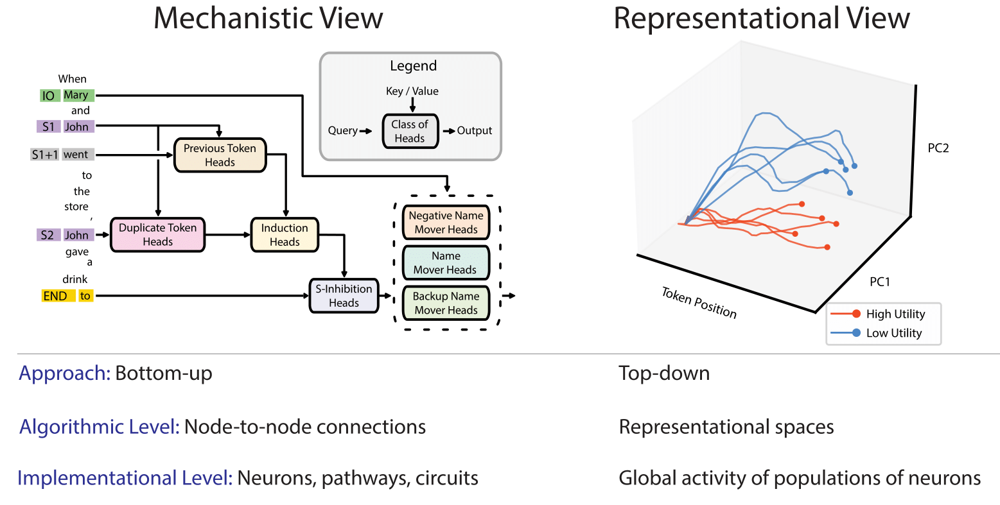 Mechanistic View
Representational View
Legend
Key / Value
Query
Class of
Heads
Output
When
IO Mary
and
S1 John
S1+1 went
to
the
store
,
S2 John
gave
a
drink
END to
Previous Token
Heads
Duplicate Token
Heads
Induction
Heads
S-Inhibition
Heads
Negative Name
Mover Heads
Name
Mover Heads
Backup Name
Mover Heads
PC2
PC1
Token Position
High Utility
Low Utility
Approach: Bottom-up
Top-down
Algorithmic Level: Node-to-node connections
Representational spaces
Implementational Level: Neurons, pathways, circuits
Global activity of populations of neurons